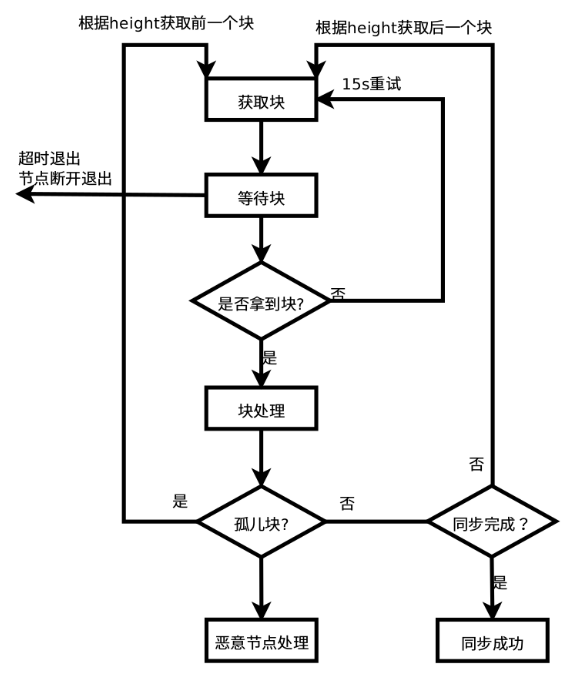 根据height获取前一个块
根据height获取后一个块
获取块
15s重试
超时退出
节点断开退出
等待块
是否拿到块?
否
是
块处理
否
是
否
孤儿块?
同步完成？
是
恶意节点处理
同步成功